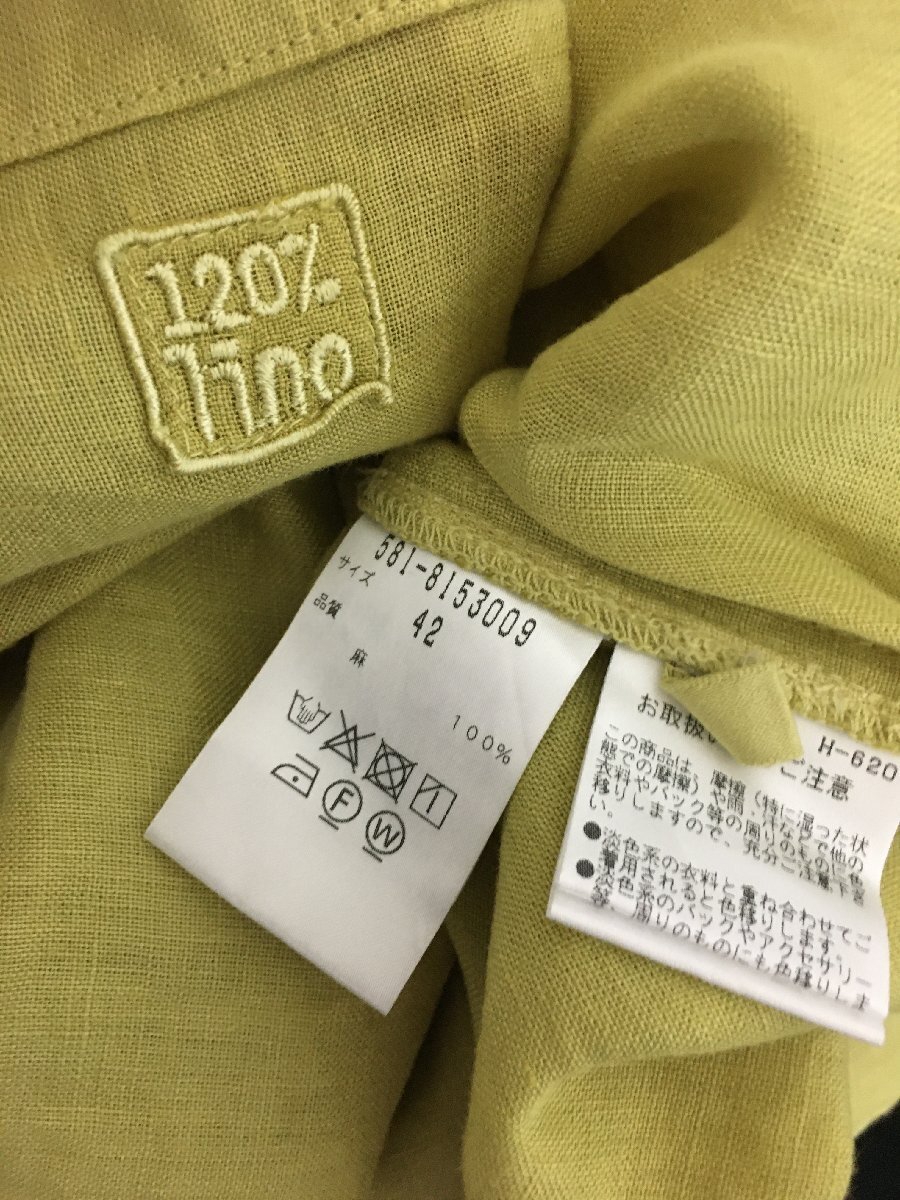 120%
lino
581-8153009
サイズ 42
品質
麻 100%
F
W
H-620
お取扱い ご注意
この商品は、摩擦(特に湿った状
態での摩擦)や雨・汗などで他の
衣料やバック等の周りのものに色
移りしますので、充分ご注意下さ
い。
●淡色系の衣料と重ね合わせてご
着用されると色移りします。
●淡色系のバックやアクセサリー
等、周りのものにも色移りしま